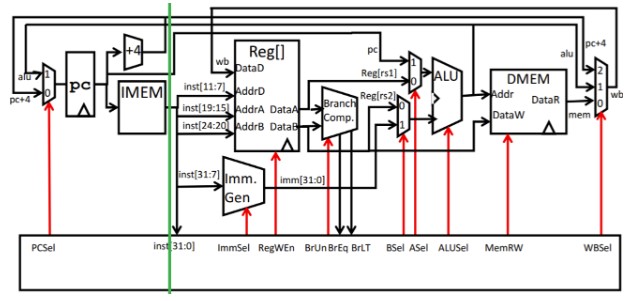 pc+4
alu
1
0
pc+4
pc
+4
IMEM
wb
Reg[]
DataD
inst[11:7]
AddrD
inst[19:15]
AddrA
DataA
inst[24:20]
AddrB
DataB
Branch
Comp.
pc
Reg[rs1]
1
0
Reg[rs2]
0
1
ALU
DMEM
Addr
DataR
DataW
alu
2
1
0
wb
mem
inst[31:7]
Imm.
Gen
imm[31:0]
PCSel
inst[31:0]
ImmSel
RegWEn
BrUn
BrEq
BrLT
BSel
ASel
ALUSel
MemRW
WBSel